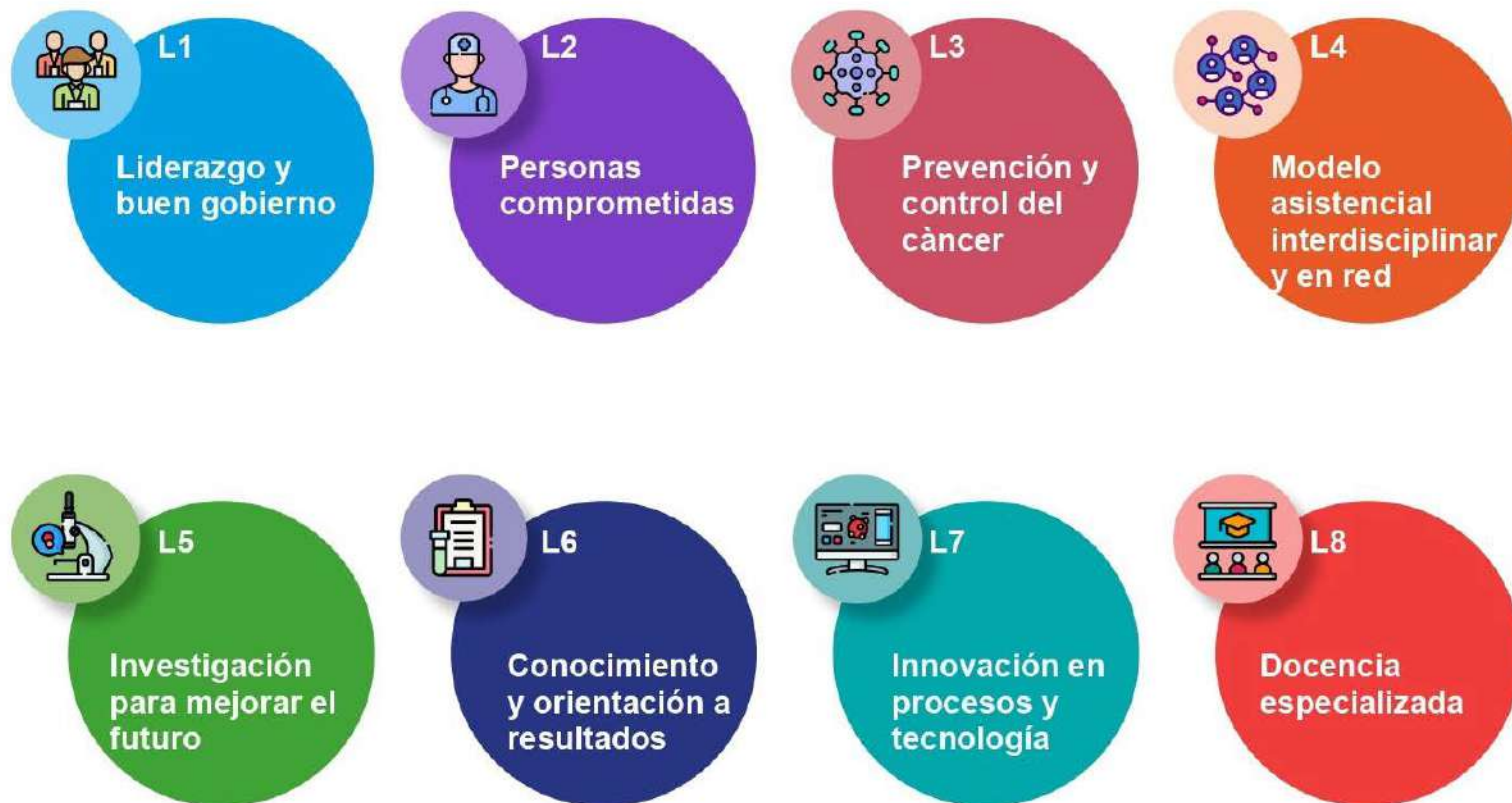 L1
Liderazgo y
buen gobierno
L2
Personas
comprometidas
L3
Prevención y
control del
càncer
L4
Modelo
asistencial
interdisciplinar
y en red
L5
Investigación
para mejorar el
futuro
L6
Conocimiento
y orientación a
resultados
L7
Innovación en
procesos y
tecnología
L8
Docencia
especializada